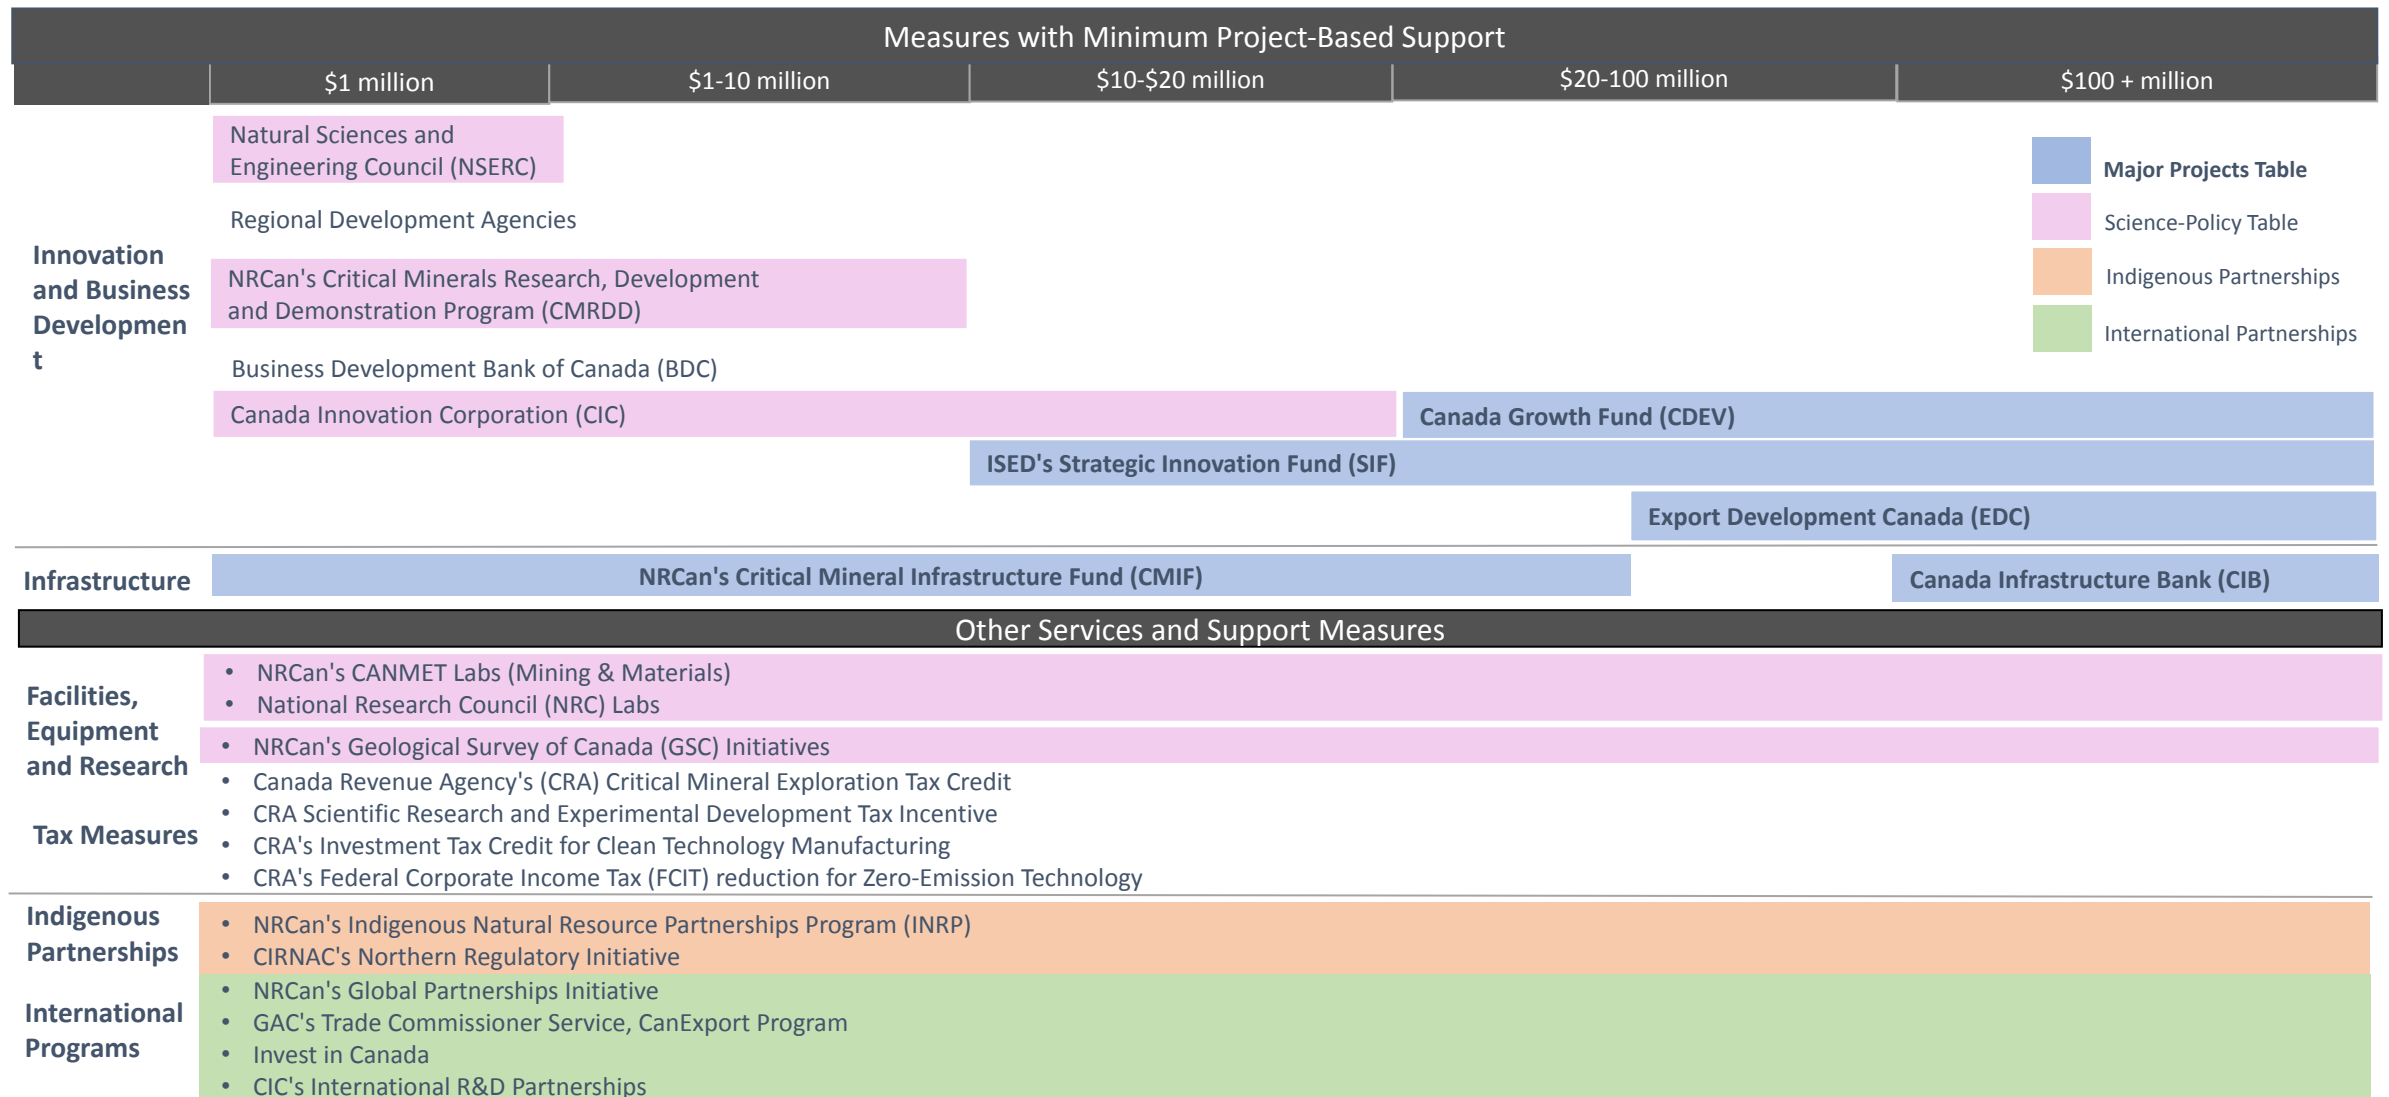 Measures with Minimum Project-Based Support
$1 million
$1-10 million
$10-$20 million
$20-100 million
$100 + million
Innovation
and Business
Developmen
t
Natural Sciences and
Engineering Council (NSERC)
Regional Development Agencies
NRCan's Critical Minerals Research, Development
and Demonstration Program (CMRDD)
Business Development Bank of Canada (BDC)
Canada Innovation Corporation (CIC)
Canada Growth Fund (CDEV)
ISED's Strategic Innovation Fund (SIF)
Export Development Canada (EDC)
Major Projects Table
Science-Policy Table
Indigenous Partnerships
International Partnerships
Infrastructure
NRCan's Critical Mineral Infrastructure Fund (CMIF)
Canada Infrastructure Bank (CIB)
Other Services and Support Measures
Facilities,
Equipment
and Research
• NRCan's CANMET Labs (Mining & Materials)
• National Research Council (NRC) Labs
• NRCan's Geological Survey of Canada (GSC) Initiatives
Tax Measures
• Canada Revenue Agency's (CRA) Critical Mineral Exploration Tax Credit
• CRA Scientific Research and Experimental Development Tax Incentive
• CRA's Investment Tax Credit for Clean Technology Manufacturing
• CRA's Federal Corporate Income Tax (FCIT) reduction for Zero-Emission Technology
Indigenous
Partnerships
• NRCan's Indigenous Natural Resource Partnerships Program (INRP)
• CIRNAC's Northern Regulatory Initiative
International
Programs
• NRCan's Global Partnerships Initiative
• GAC's Trade Commissioner Service, CanExport Program
• Invest in Canada
• CIC's International R&D Partnerships